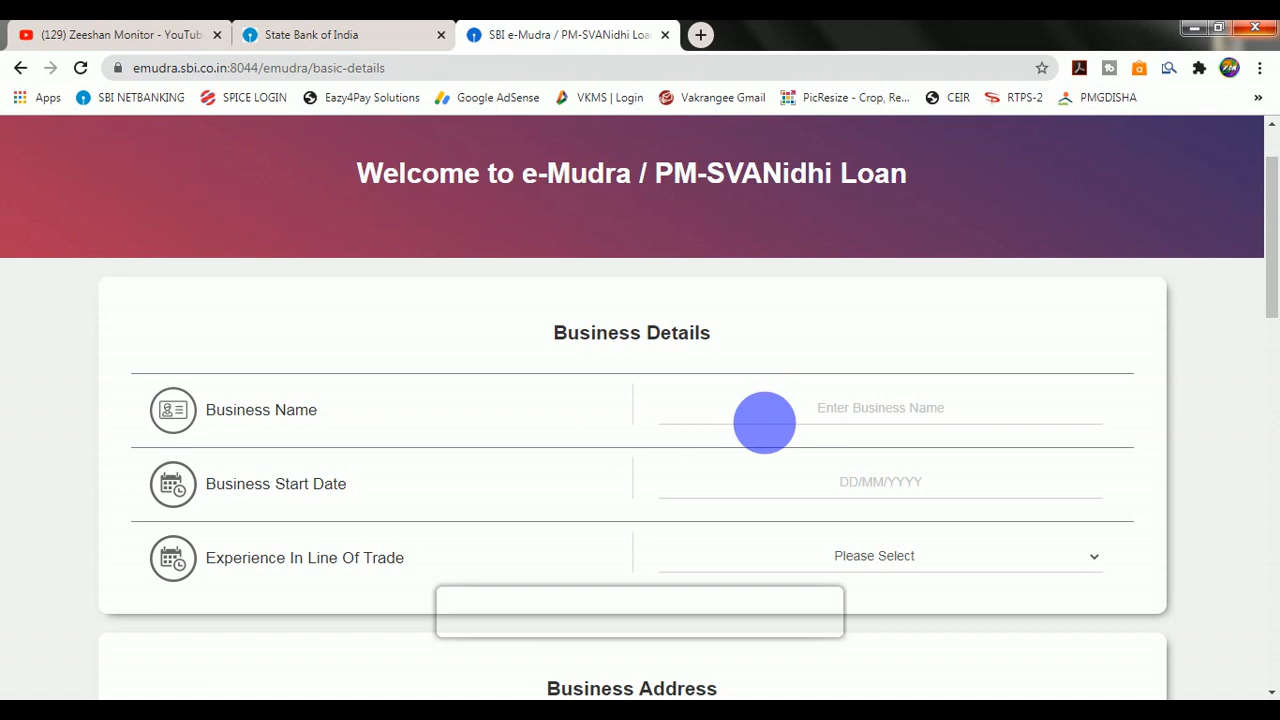 (129) Zeeshan Monitor - YouTub
State Bank of India
SBI e-Mudra / PM-SVANidhi Loa
emudra.sbi.co.in:8044/emudra/basic-details
Apps
SBI NETBANKING
SPICE LOGIN
Eazy4Pay Solutions
Google AdSense
VKMS | Login
Vakrangee Gmail
PicResize - Crop, Re...
CEIR
RTPS-2
PMGDISHA
»
Welcome to e-Mudra / PM-SVANidhi Loan
Business Details
Business Name
Enter Business Name
Business Start Date
DD/MM/YYYY
Experience In Line Of Trade
Please Select
Business Address